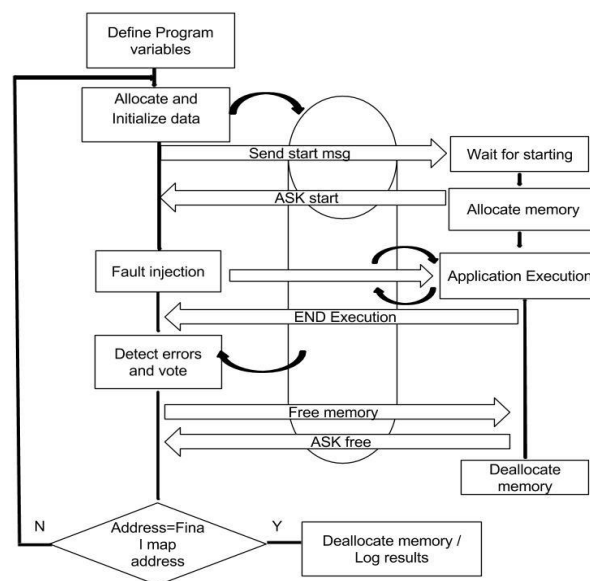 Define Program
variables
Allocate and
Initialize data
Send start msg
Wait for starting
ASK start
Allocate memory
Fault injection
Application Execution
END Execution
Detect errors
and vote
Free memory
ASK free
Deallocate
memory
N
Address=Fina
l map
address
Y
Deallocate memory /
Log results